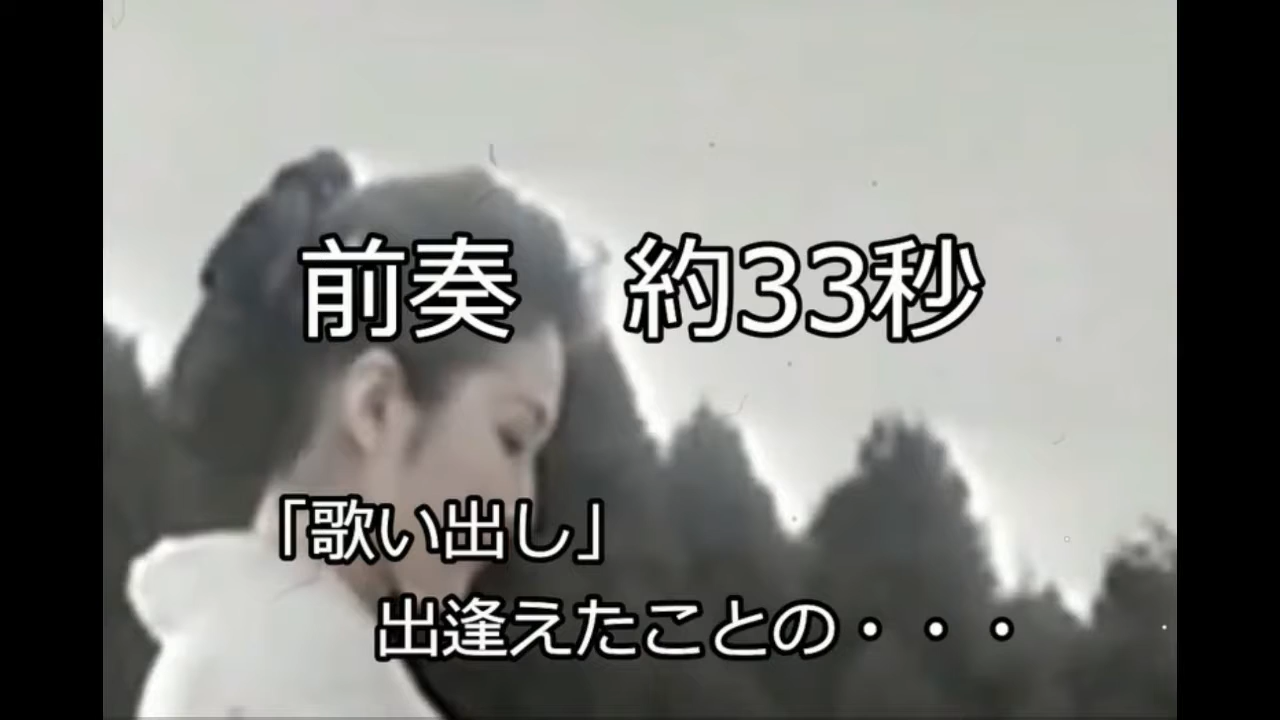 前奏　約33秒
「歌い出し」
出逢えたことの・・・